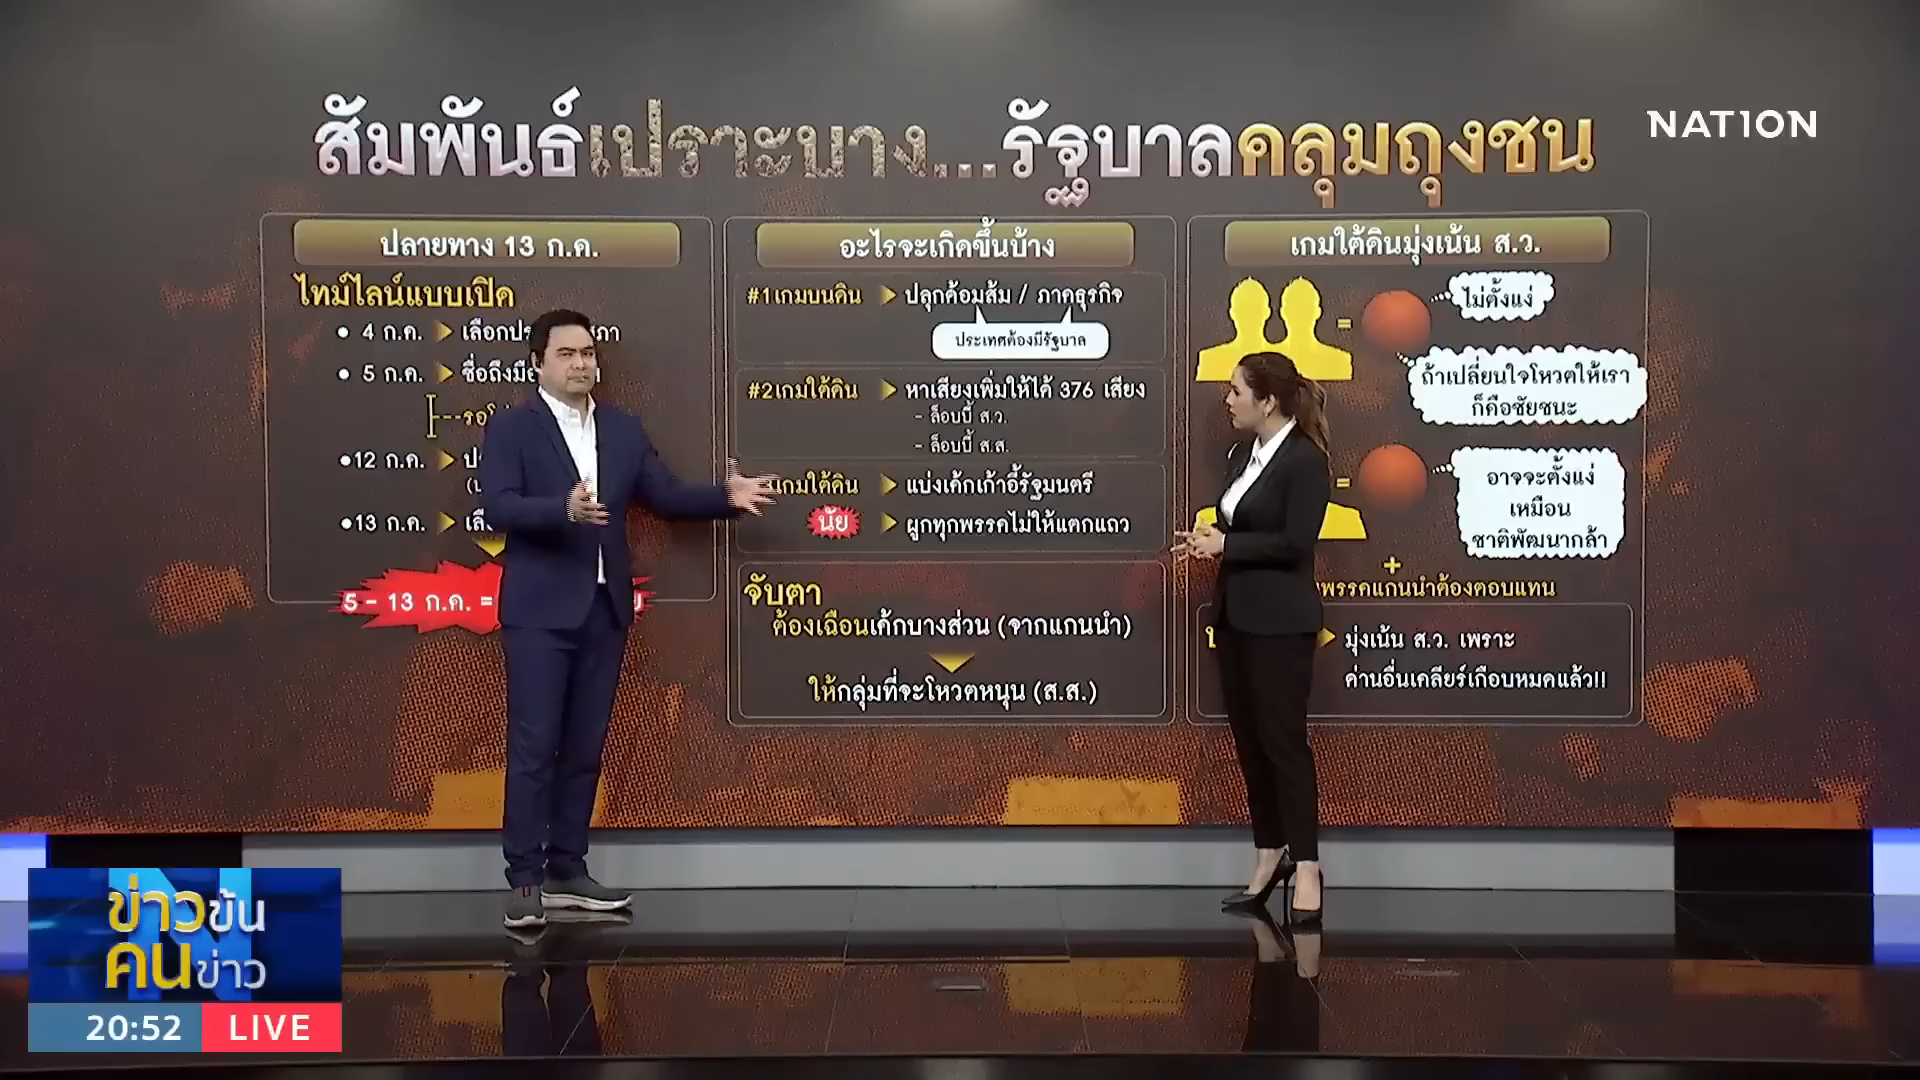 สัมพันธ์เปราะบาง...รัฐบาลคลุมถุงชน
NATION
ปลายทาง 13 ก.ค.
ไทม์ไลน์แบบเปิด
• 4 ก.ค.
• 5 ก.ค.
•12 ก.ค.
•13 ก.ค.
5 - 13 ก.ค. =
อะไรจะเกิดขึ้นบ้าง
#1เกมบนดิน ปลุกค้อมส้ม / ภาคธุรกิจ
ประเทศต้องมีรัฐบาล
#2เกมใต้ดิน หาเสียงเพิ่มให้ได้ 376 เสียง
- ล็อบบี้ ส.ว.
- ล็อบบี้ ส.ส.
เกมใต้ดิน แบ่งเค้กเก้าอี้รัฐมนตรี
นัย ผูกทุกพรรคไม่ให้แตกแถว
จับตา
ต้องเฉือนเค้กบางส่วน (จากแกนนำ)
ให้กลุ่มที่จะโหวตหนุน (ส.ส.)
เกมใต้ดินมุ่งเน้น ส.ว.
=
ไม่ตั้งแง่
ถ้าเปลี่ยนใจโหวตให้เรา
ก็คือชัยชนะ
=
อาจจะตั้งแง่
เหมือน
ชาติพัฒนากล้า
+
พรรคแกนนำต้องตอบแทน
มุ่งเน้น ส.ว. เพราะ
ด่านอื่นเคลียร์เกือบหมดแล้ว!!
ข่าวข้น
คนข่าว
20:52 LIVE